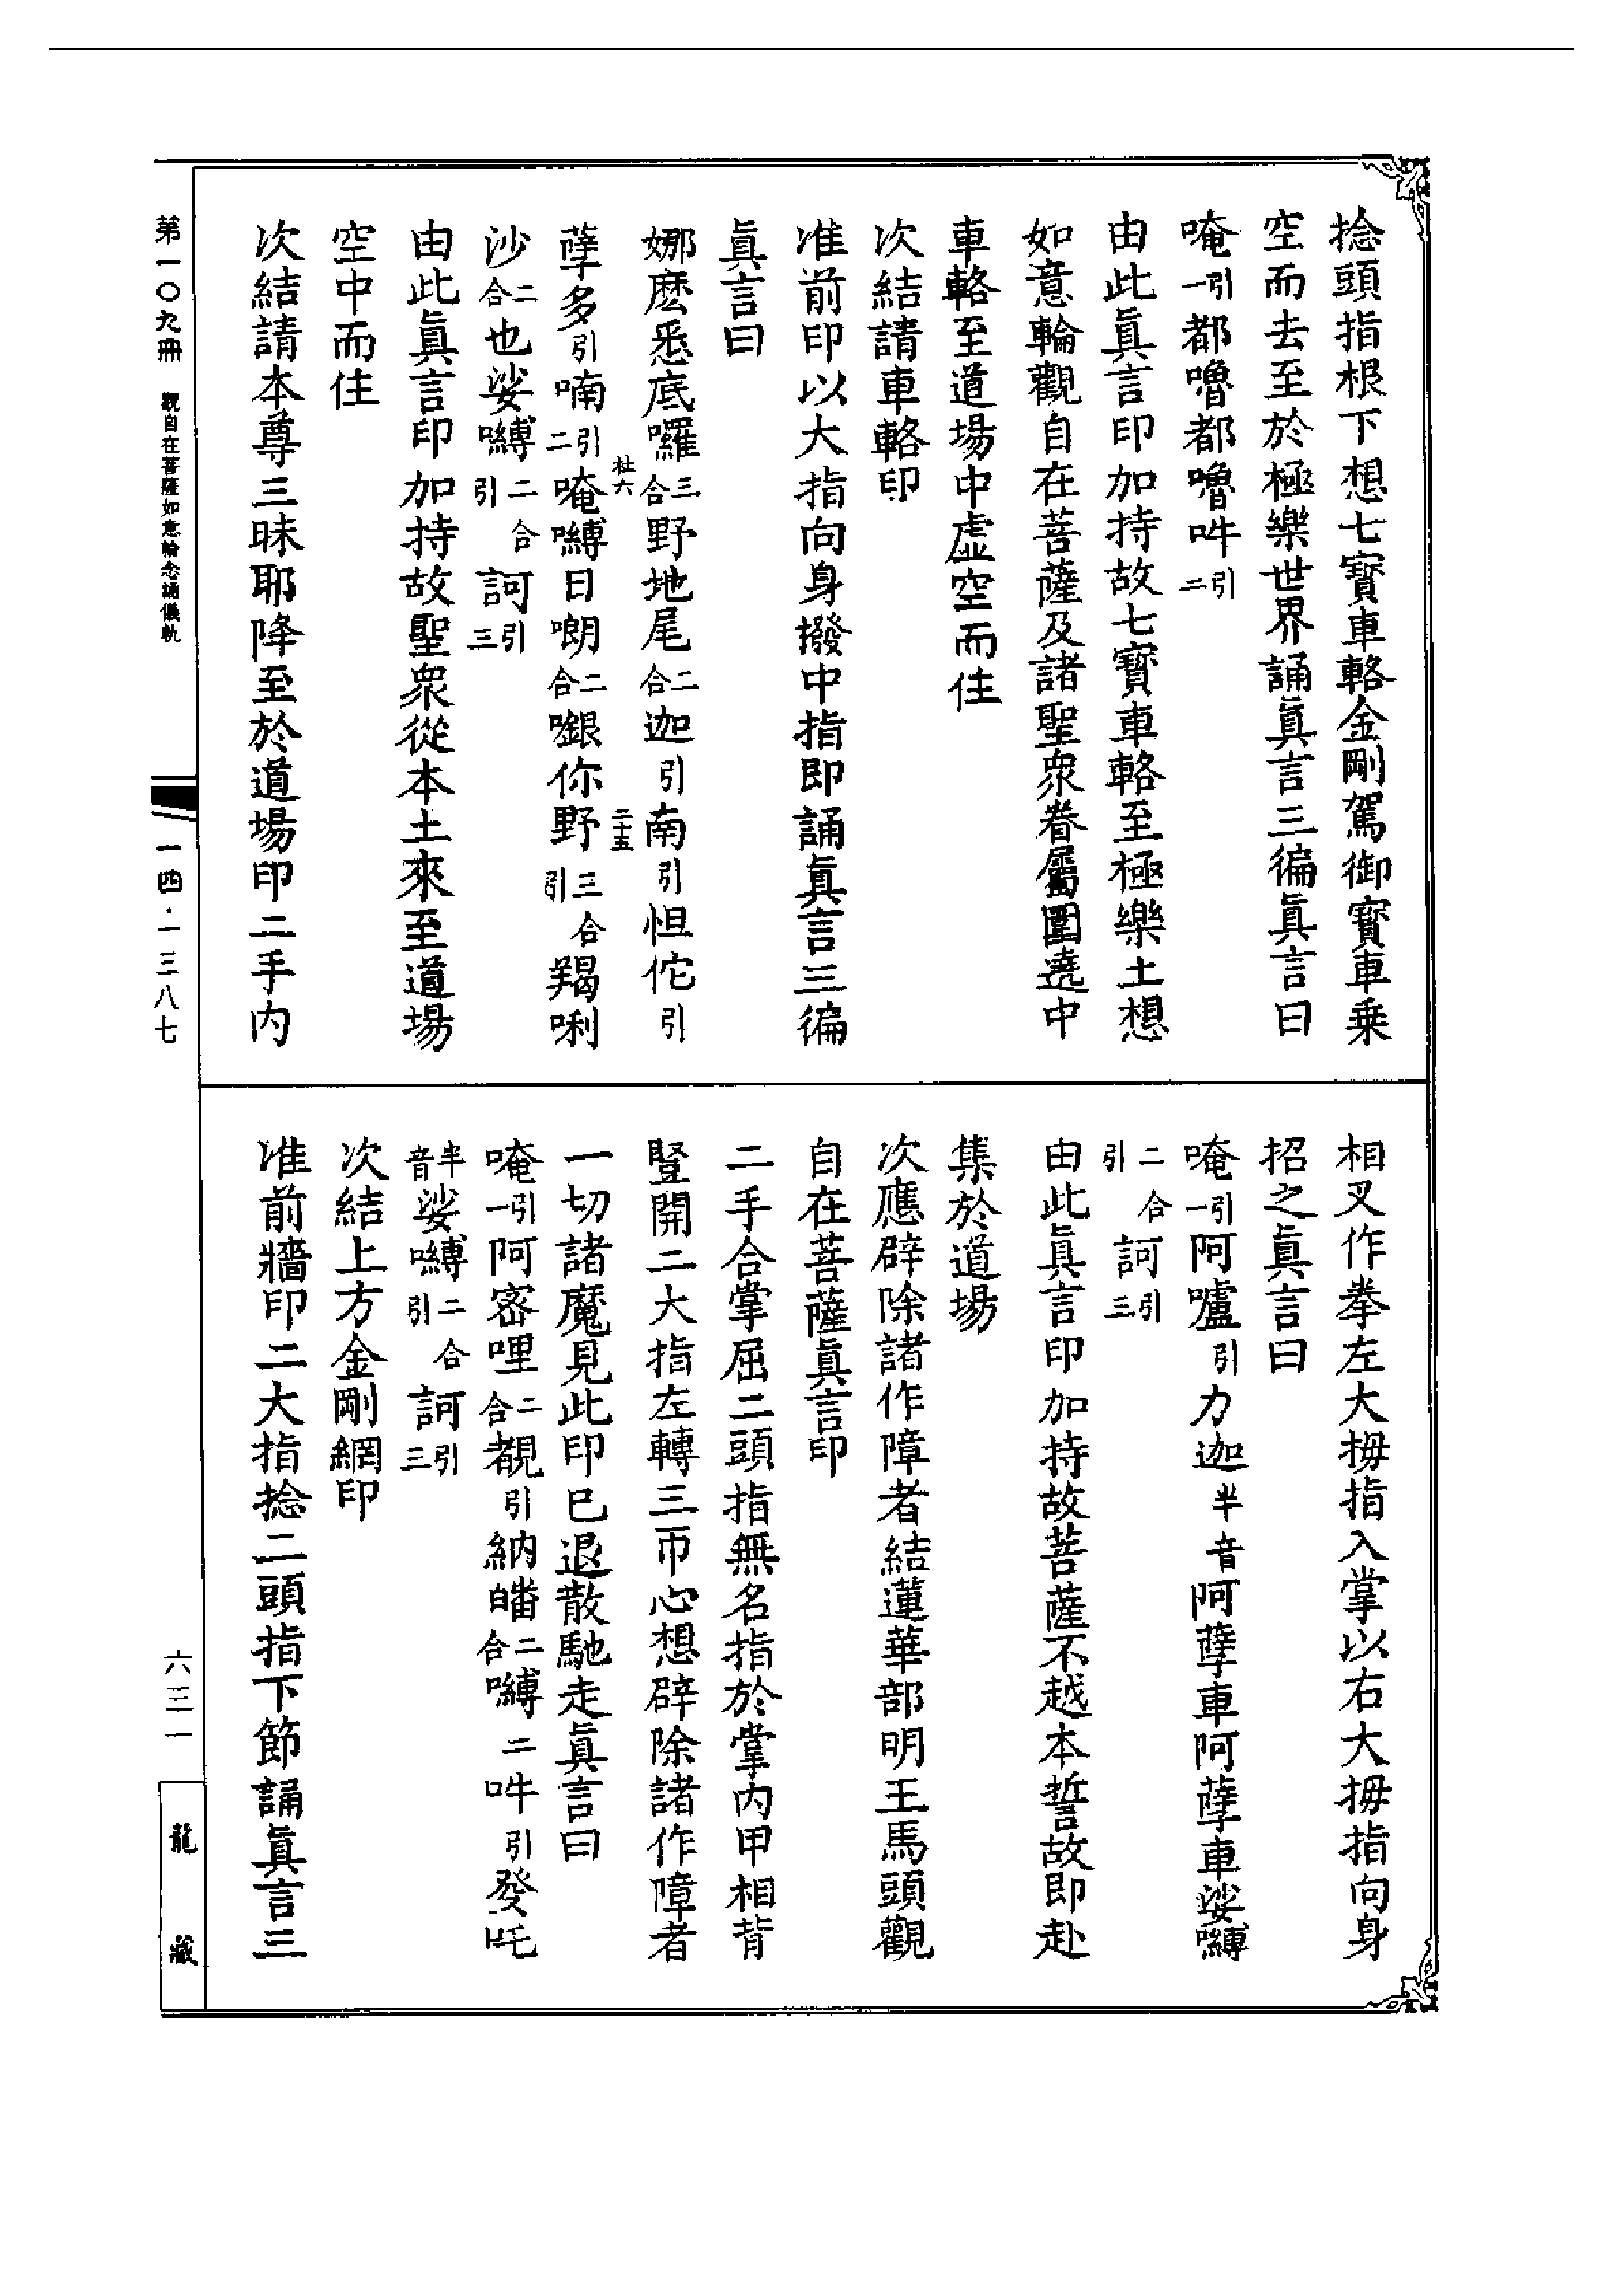 捻頭指根下想七寶車輅金剛駕御寶車乘
空而去至於極樂世界誦眞言三徧眞言曰
唵引一都嚕都嚕吽引二
由此眞言印加持故七寶車輅至極樂土想
如意輪觀自在菩薩及諸聖衆眷屬圍遶中
車輅至道場中虛空而住
次結請車輅印
准前印以大指向身撥中指即誦眞言三徧
眞言曰
娜麽悉底囉三合野地尾二合迦引南引怛佗引
孽多引喃引二唵嚩日㘄二合𡁠你野三合引羯唎
沙二合也娑嚩二合引訶引三
由此眞言印加持故聖衆從本土來至道場
空中而住
次結請本尊三昧耶降至於道場印二手內
相叉作拳左大拇指入掌以右大拇指向身
招之眞言曰
唵引一阿嚧引力迦半音阿孽車阿孽車娑嚩
二合引訶引三
由此眞言印加持故菩薩不越本誓故即赴
集於道場
次應辟除諸作障者結蓮華部明王馬頭觀
自在菩薩眞言印
二手合掌屈二頭指無名指於掌內甲相背
豎開二大指左轉三帀心想辟除諸作障者
一切諸魔見此印已退散馳走眞言曰
唵引一阿密哩二合覩引納皤二合嚩二吽引發吒
半音娑嚩二合引訶引三
次結上方金剛網印
准前牆印二大指捻二頭指下節誦眞言三
第一〇九冊 觀自在菩薩如意輪念誦儀軌
一四·一三八七
六三一
龍藏